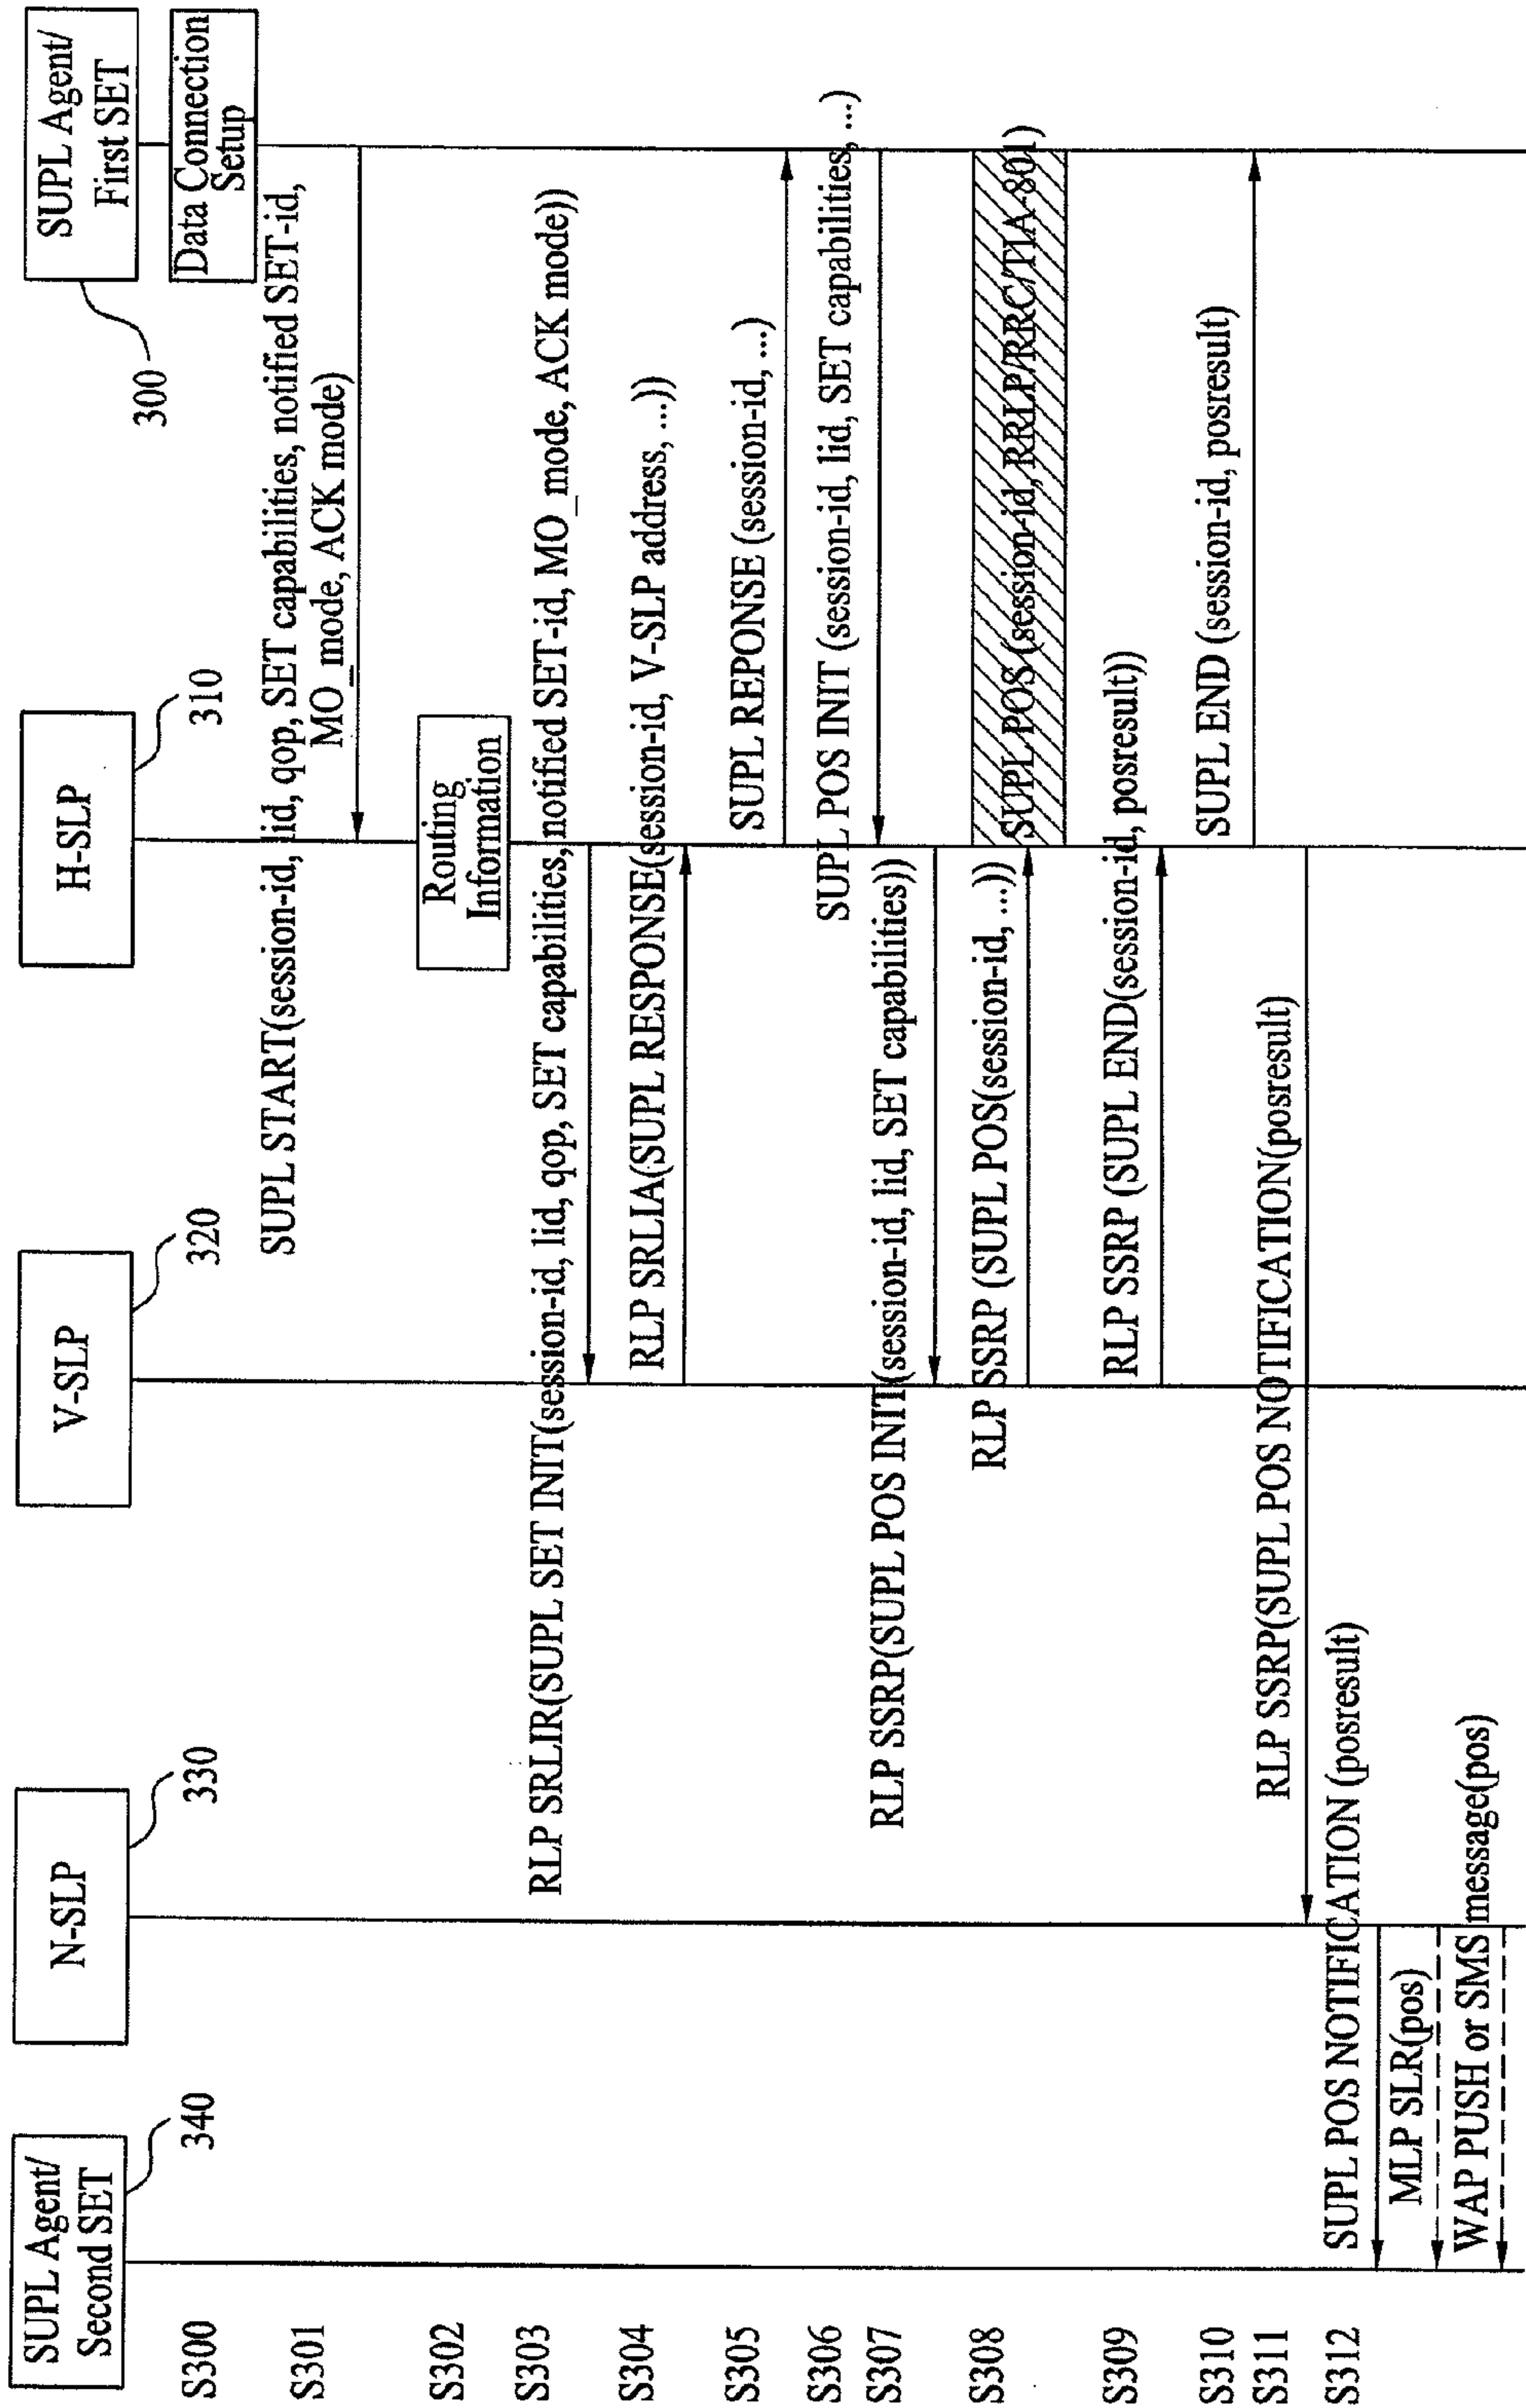 SUPL Agent/
Second SET
340
N-SLP
330
V-SLP
320
H-SLP
310
SUPL Agent/
First SET
300
S300
Data Connection
Setup
S301
SUPL START(session-id, lid, qop, SET capabilities, notified SET-id,
MO_mode, ACK mode)
S302
Routing
Information
S303
RLP SRLIR(SUPL SET INIT(session-id, lid, qop, SET capabilities, notified SET-id, MO_mode, ACK mode))
S304
RLP SRLIA(SUPL RESPONSE(session-id, V-SLP address, ...))
S305
SUPL REPONSE (session-id, ...)
S306
SUPL POS INIT (session-id, lid, SET capabilities, ...)
S307
RLP SSRP(SUPL POS INIT(session-id, lid, SET capabilities))
S308
RLP SSRP (SUPL POS(session-id, ...))
SUPL POS (session-id, RRLP/RRC/TIA-801)
S309
RLP SSRP (SUPL END(session-id, posresult))
S310
SUPL END (session-id, posresult)
S311
RLP SSRP(SUPL POS NOTIFICATION(posresult)
S312
SUPL POS NOTIFICATION (posresult)
MLP SLR(pos)
WAP PUSH or SMS message(pos)